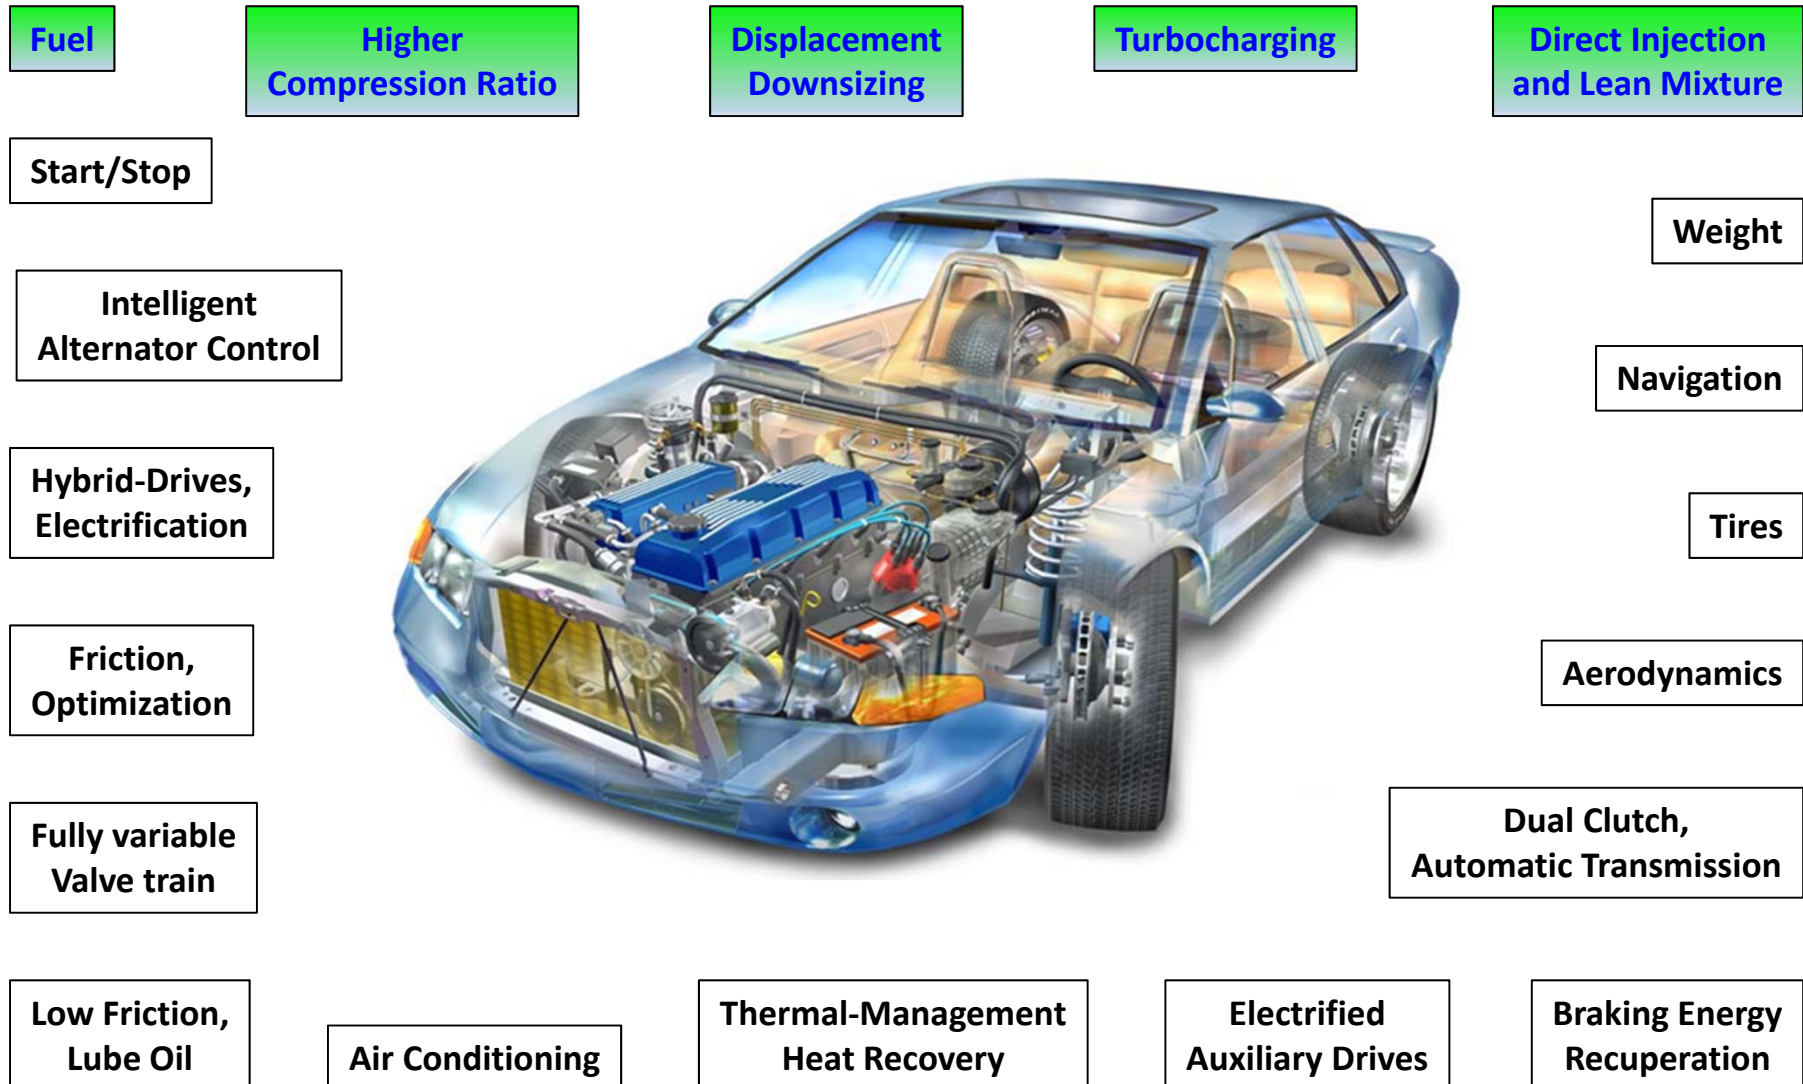 Fuel
Higher
Compression Ratio
Displacement
Downsizing
Turbocharging
Direct Injection
and Lean Mixture
Start/Stop
Weight
Intelligent
Alternator Control
Navigation
Hybrid-Drives,
Electrification
Tires
Friction,
Optimization
Aerodynamics
Fully variable
Valve train
Dual Clutch,
Automatic Transmission
Low Friction,
Lube Oil
Air Conditioning
Thermal-Management
Heat Recovery
Electrified
Auxiliary Drives
Braking Energy
Recuperation